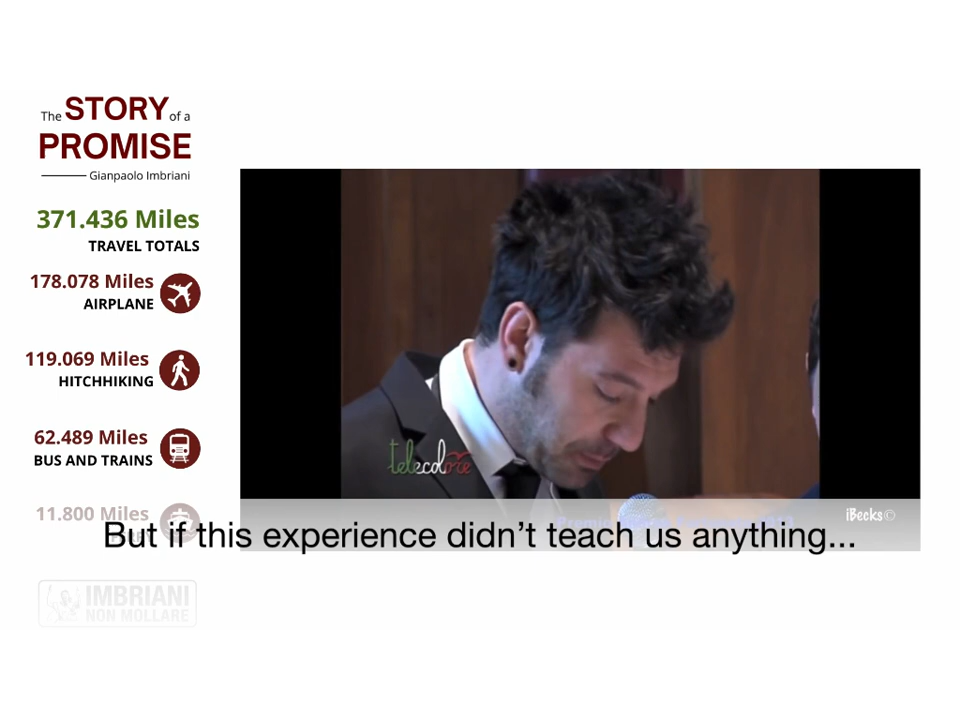 The STORY of a
PROMISE
Gianpaolo Imbriani
371.436 Miles
TRAVEL TOTALS
178.078 Miles
AIRPLANE
119.069 Miles
HITCHHIKING
62.489 Miles
BUS AND TRAINS
11.800 Miles
telecolore
iBecks©
But if this experience didn't teach us anything...
IMBRIANI
NON MOLLARE